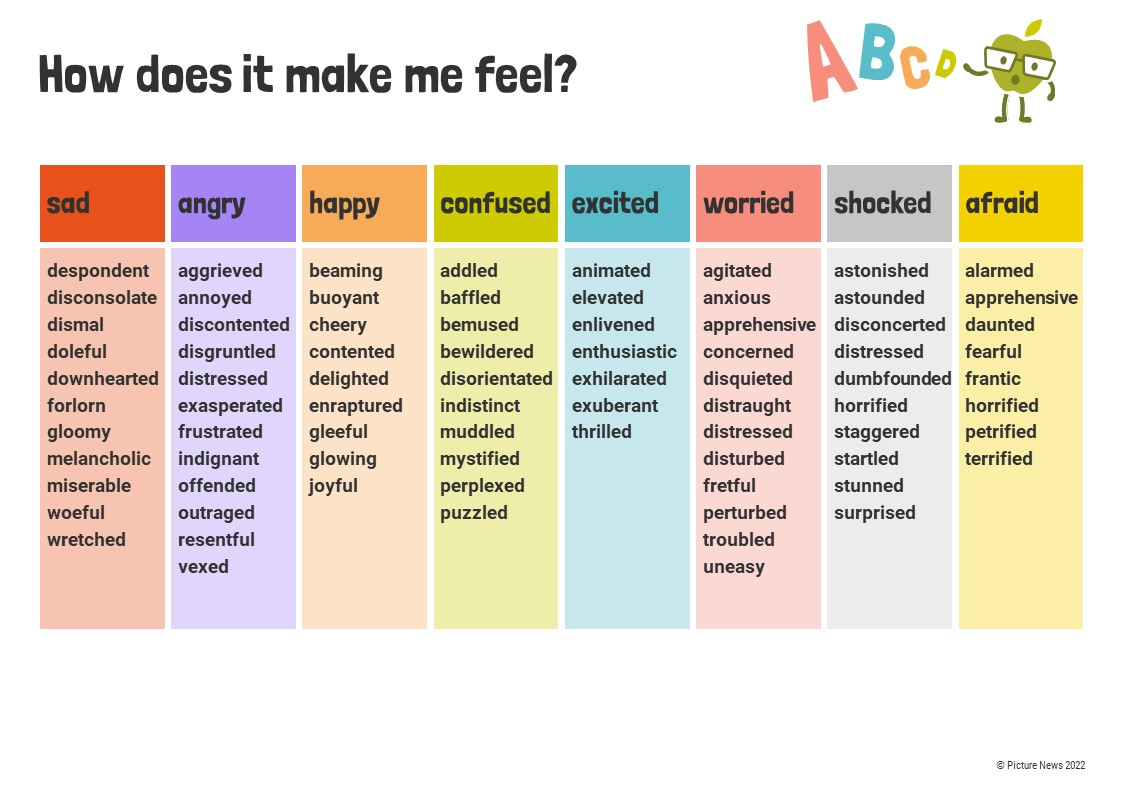 How does it make me feel?
A B C D
sad
despondent
disconsolate
dismal
doleful
downhearted
forlorn
gloomy
melancholic
miserable
woeful
wretched
angry
aggrieved
annoyed
discontented
disgruntled
distressed
exasperated
frustrated
indignant
offended
outraged
resentful
vexed
happy
beaming
buoyant
cheery
contented
delighted
enraptured
gleeful
glowing
joyful
confused
addled
baffled
bemused
bewildered
disorientated
indistinct
muddled
mystified
perplexed
puzzled
excited
animated
elevated
enlivened
enthusiastic
exhilarated
exuberant
thrilled
worried
agitated
anxious
apprehensive
concerned
disquieted
distraught
distressed
disturbed
fretful
perturbed
troubled
uneasy
shocked
astonished
astounded
disconcerted
distressed
dumbfounded
horrified
staggered
startled
stunned
surprised
afraid
alarmed
apprehensive
daunted
fearful
frantic
horrified
petrified
terrified
© Picture News 2022